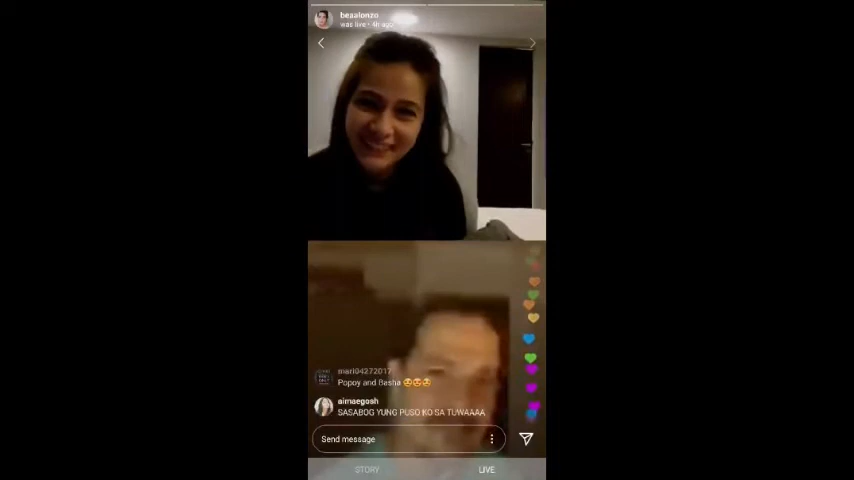 beaalonzo
was live • 4h ago
mari04272017
Popoy and Basha 😍😍😍
aimaegosh
SASABOG YUNG PUSO KO SA TUWAAAA
Send message
STORY
LIVE